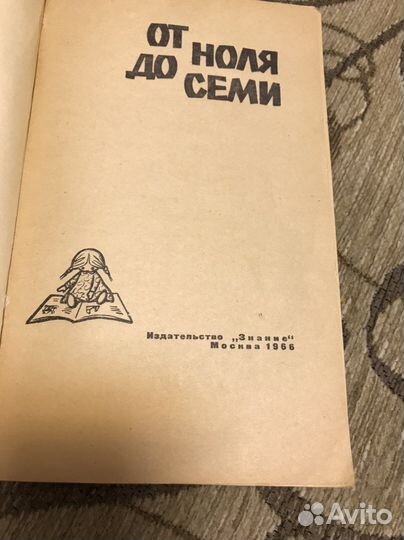 ОТ НОЛЯ
ДО СЕМИ
Издательство „Знание“
Москва 1966
Avito